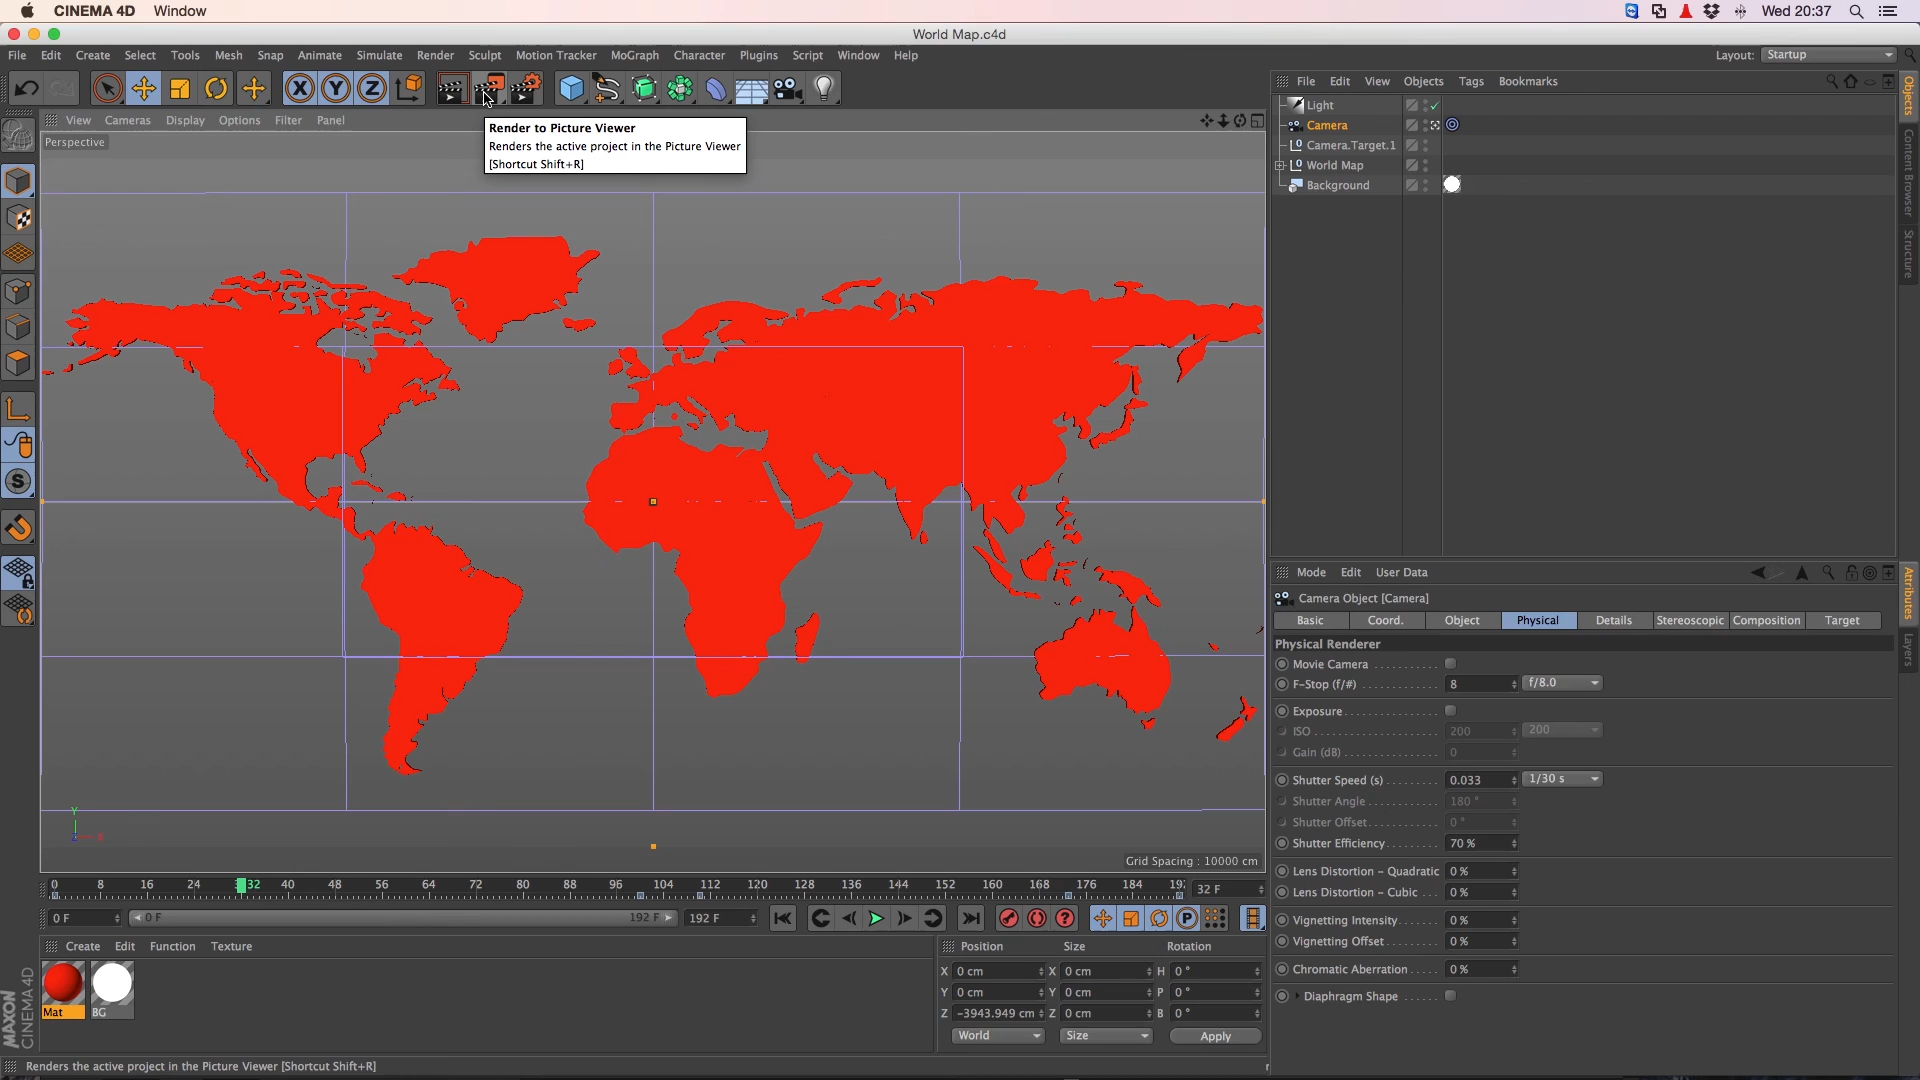 CINEMA 4D Window Wed 20:37
World Map.c4d
File Edit Create Select Tools Mesh Snap Animate Simulate Render Sculpt Motion Tracker MoGraph Character Plugins Script Window Help Layout: Startup
X Y Z
File Edit View Objects Tags Bookmarks
View Cameras Display Options Filter Panel
Perspective
Render to Picture Viewer
Renders the active project in the Picture Viewer
[Shortcut Shift+R]
Light
Camera
Camera.Target.1
World Map
Background
Objects
Content Browser
Structure
S
Y
Z X
Grid Spacing : 10000 cm
Mode Edit User Data
Camera Object [Camera]
Basic Coord. Object Physical Details Stereoscopic Composition Target
Physical Renderer
Movie Camera
F-Stop (f/#) 8 f/8.0
Exposure
ISO 200 200
Gain (dB) 0
Shutter Speed (s) 0.033 1/30 s
Shutter Angle 180 °
Shutter Offset 0 °
Shutter Efficiency 70 %
Lens Distortion - Quadratic 0 %
Lens Distortion - Cubic 0 %
Vignetting Intensity 0 %
Vignetting Offset 0 %
Chromatic Aberration 0 %
Diaphragm Shape
Attributes
Layers
0 8 16 24 32 40 48 56 64 72 80 88 96 104 112 120 128 136 144 152 160 168 176 184 192 32 F
0 F 0 F 192 F 192 F P
Create Edit Function Texture
Mat BG
MAXON
CINEMA 4D
Position Size Rotation
X 0 cm X 0 cm H 0 °
Y 0 cm Y 0 cm P 0 °
Z -3943.949 cm Z 0 cm B 0 °
World Size Apply
Renders the active project in the Picture Viewer [Shortcut Shift+R]